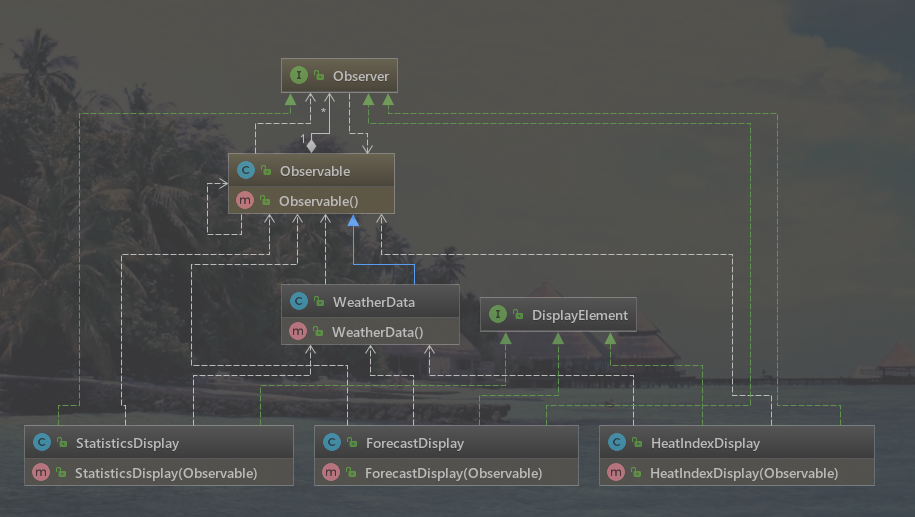 I Observer
*
1
C Observable
m Observable()
C WeatherData
m WeatherData()
I DisplayElement
C StatisticsDisplay
m StatisticsDisplay(Observable)
C ForecastDisplay
m ForecastDisplay(Observable)
C HeatIndexDisplay
m HeatIndexDisplay(Observable)